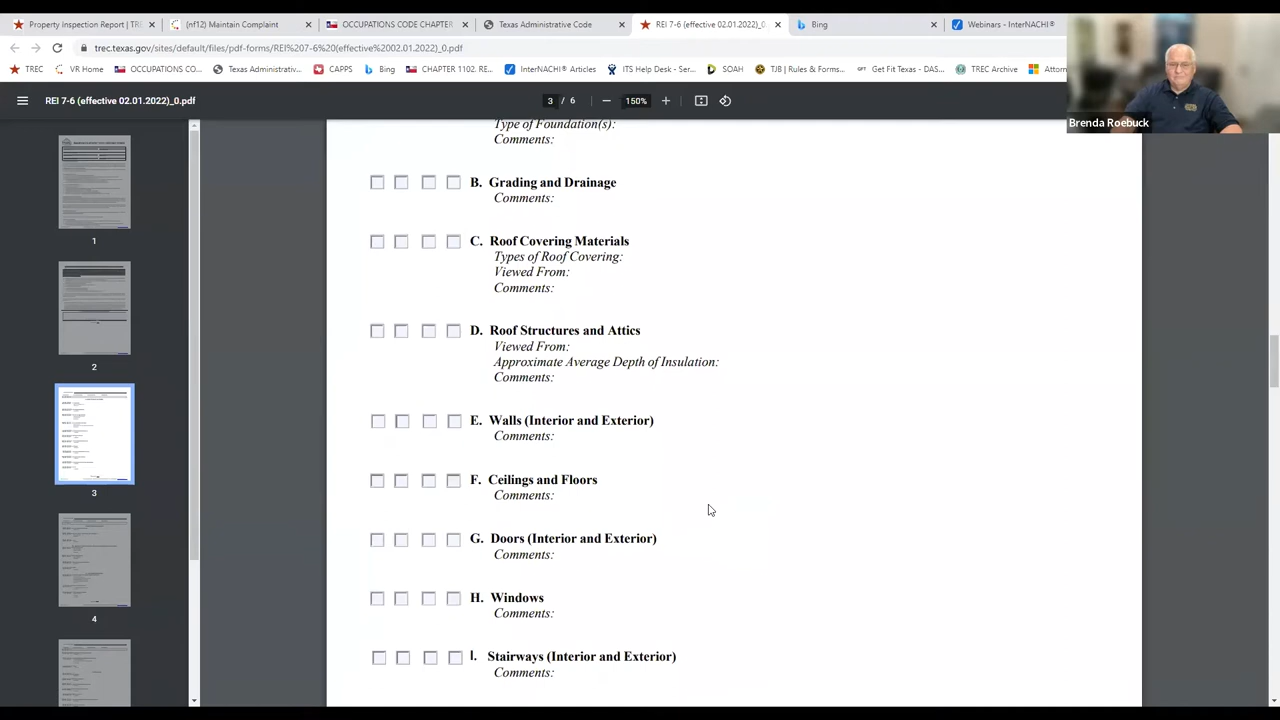 Property Inspection Report | TRE
(nf12) Maintain Complaint
OCCUPATIONS CODE CHAPTER
Texas Administrative Code
REI 7-6 (effective 02.01.2022)_0.p
Bing
Webinars - InterNACHI®
trec.texas.gov/sites/default/files/pdf-forms/REI%207-6%20(effective%2002.01.2022)_0.pdf
TREC
VR Home
OCCUPATIONS CO...
Texas Administrativ...
CAPPS
Bing
CHAPTER 1102. RE...
InterNACHI® Articles
ITS Help Desk - Ser...
SOAH
TJB | Rules & Forms...
Get Fit Texas - DAS...
TREC Archive
Attorn
REI 7-6 (effective 02.01.2022)_0.pdf
3 / 6
150%
Brenda Roebuck
1
2
3
4
Type of Foundation(s):
Comments:
B. Grading and Drainage
Comments:
C. Roof Covering Materials
Types of Roof Covering:
Viewed From:
Comments:
D. Roof Structures and Attics
Viewed From:
Approximate Average Depth of Insulation:
Comments:
E. Walls (Interior and Exterior)
Comments:
F. Ceilings and Floors
Comments:
G. Doors (Interior and Exterior)
Comments:
H. Windows
Comments:
I. Stairways (Interior and Exterior)
Comments: